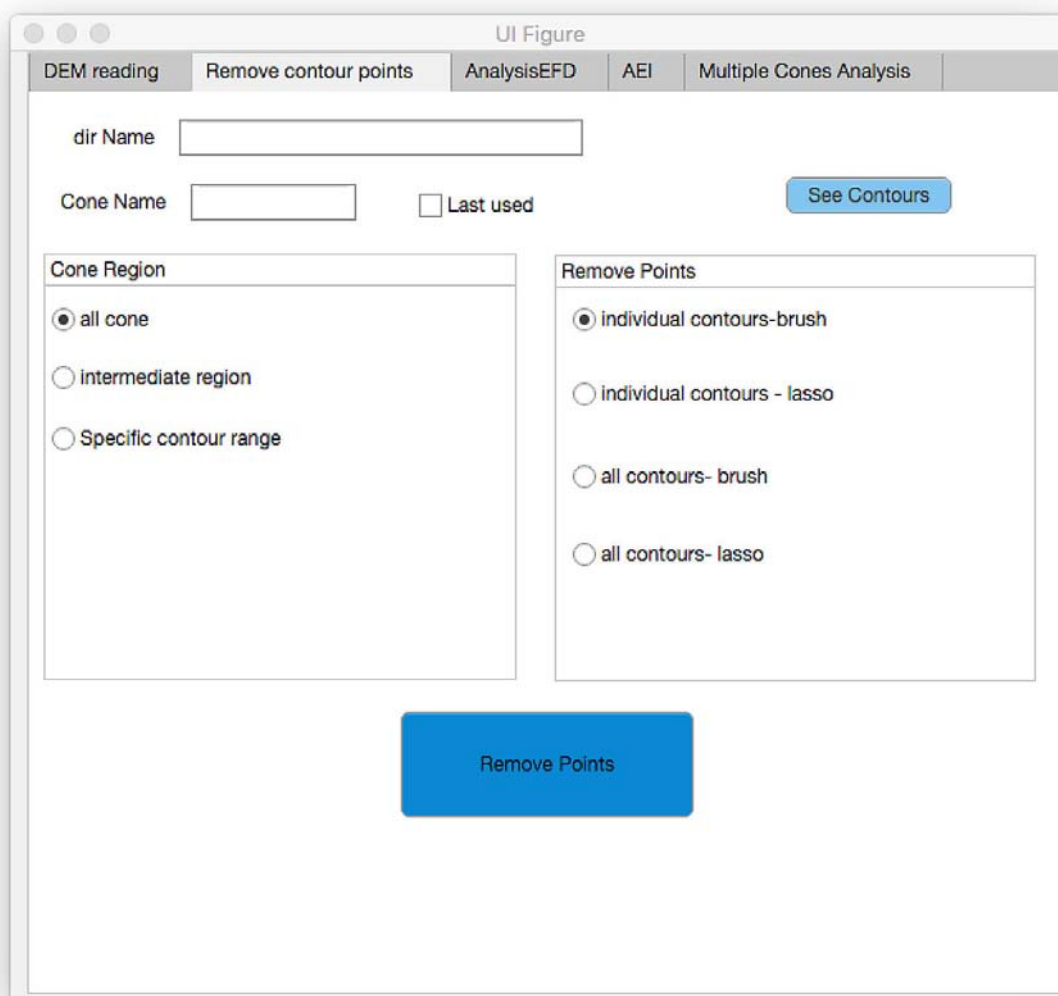 UI Figure
DEM reading Remove contour points AnalysisEFD AEI Multiple Cones Analysis
dir Name
Cone Name Last used See Contours
Cone Region
all cone
intermediate region
Specific contour range
Remove Points
individual contours-brush
individual contours - lasso
all contours- brush
all contours- lasso
Remove Points